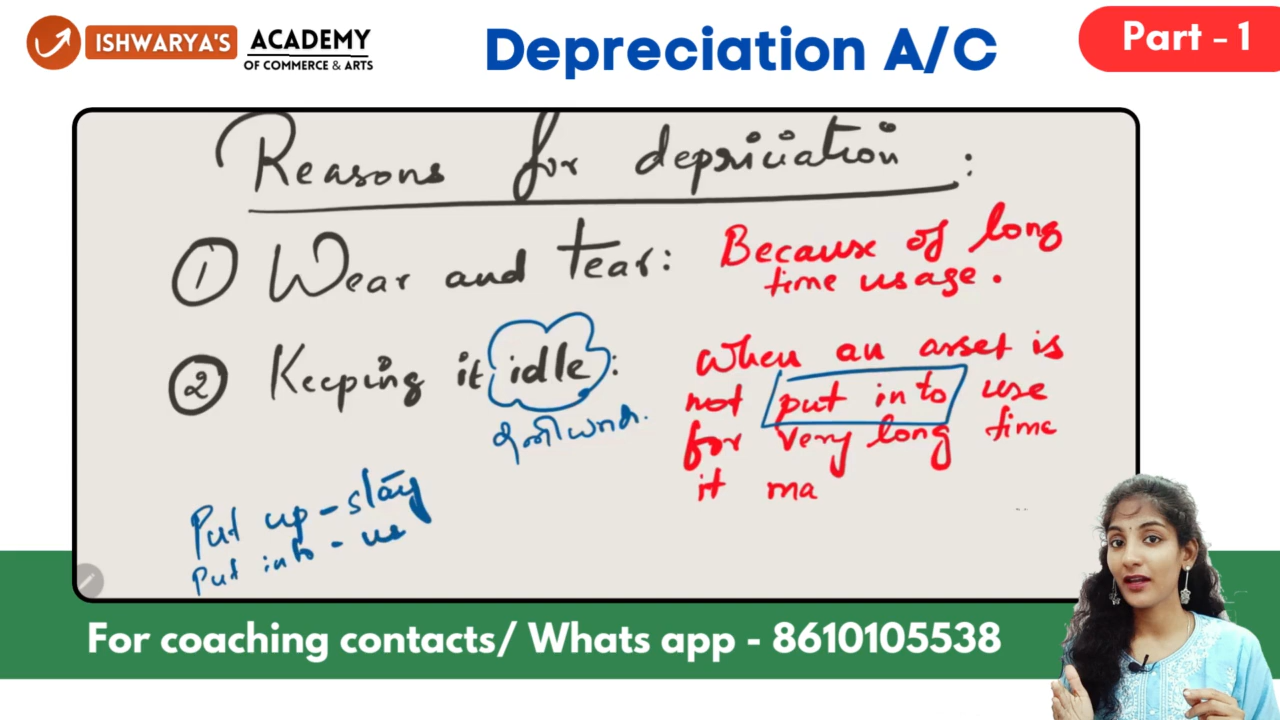 ISHWARYA'S ACADEMY
OF COMMERCE & ARTS
Depreciation A/C
Part - 1
Reasons for depriciation :
① Wear and tear: Because of long
time usage.
② Keeping it idle: When an asset is
not put into use
for very long time
it ma
Put up - stay
Put into - use
For coaching contacts/ Whats app - 8610105538